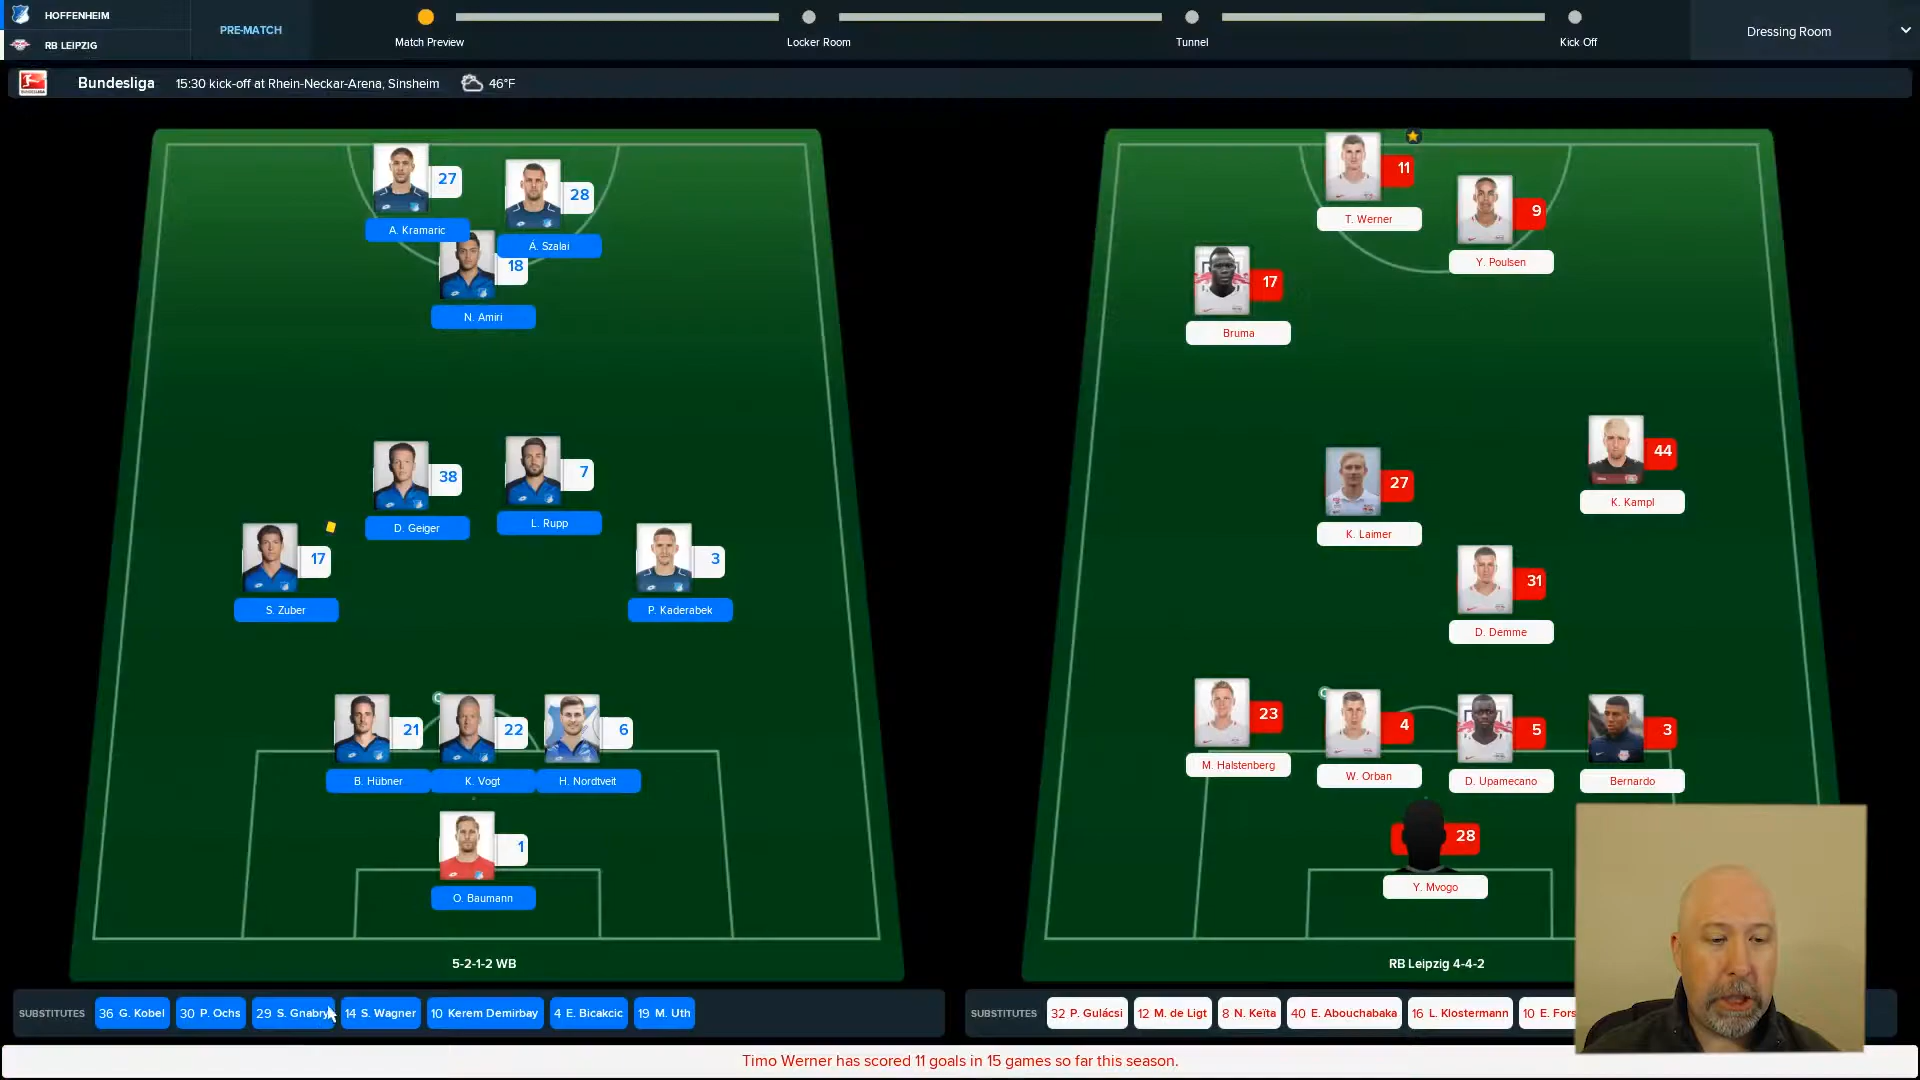 HOFFENHEIM
RB LEIPZIG
PRE-MATCH
Match Preview
Locker Room
Tunnel
Kick Off
Dressing Room
Bundesliga
15:30 kick-off at Rhein-Neckar-Arena, Sinsheim
46°F
27
A. Kramaric
28
Á. Szalai
18
N. Amiri
38
D. Geiger
7
L. Rupp
17
S. Zuber
3
P. Kaderabek
21
B. Hübner
22
K. Vogt
6
H. Nordtveit
1
O. Baumann
5-2-1-2 WB
11
T. Werner
9
Y. Poulsen
17
Bruma
44
K. Kampl
27
K. Laimer
31
D. Demme
23
M. Halstenberg
4
W. Orban
5
D. Upamecano
3
Bernardo
28
Y. Mvogo
RB Leipzig 4-4-2
SUBSTITUTES
36 G. Kobel
30 P. Ochs
29 S. Gnabry
14 S. Wagner
10 Kerem Demirbay
4 E. Bicakcic
19 M. Uth
SUBSTITUTES
32 P. Gulácsi
12 M. de Ligt
8 N. Keïta
40 E. Abouchabaka
16 L. Klostermann
10 E. Fors
Timo Werner has scored 11 goals in 15 games so far this season.